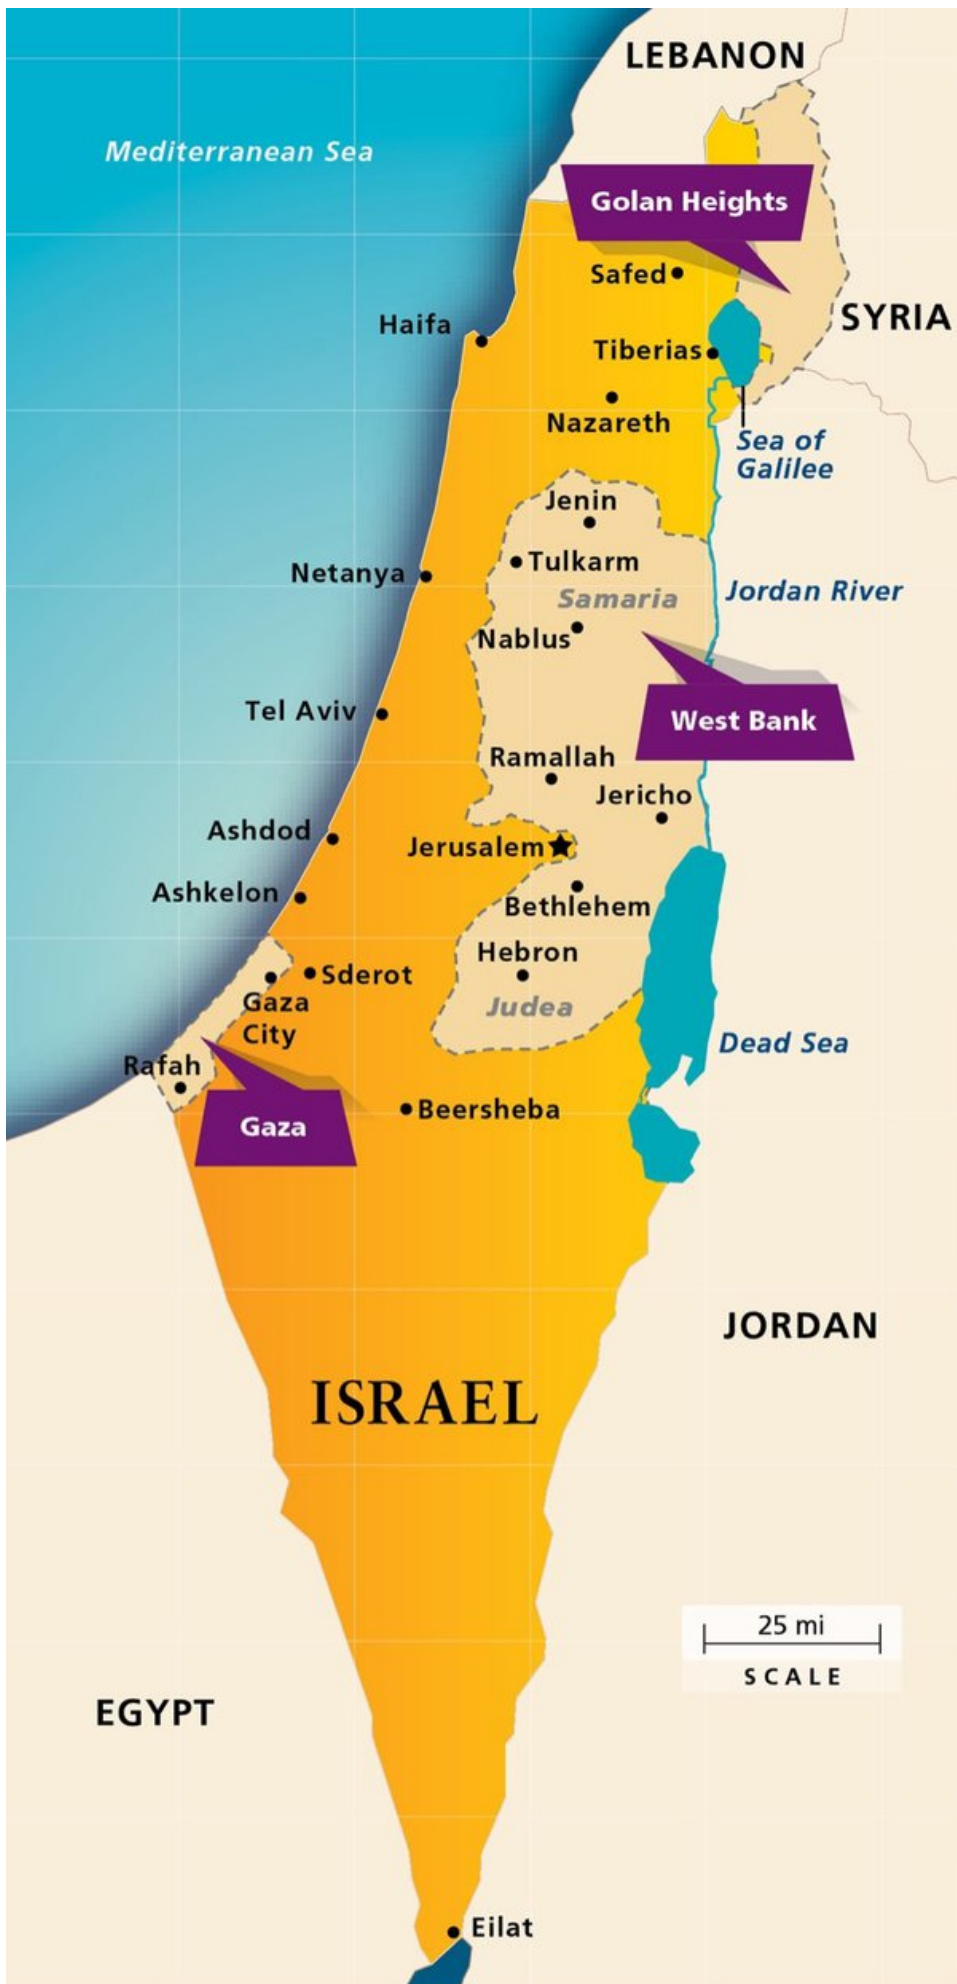 LEBANON
Mediterranean Sea
Golan Heights
Safed
SYRIA
Haifa
Tiberias
Nazareth
Sea of
Galilee
Jenin
Netanya
Tulkarm
Samaria
Jordan River
Nablus
Tel Aviv
West Bank
Ramallah
Jericho
Ashdod
Jerusalem
Ashkelon
Bethlehem
Hebron
Sderot
Gaza
City
Judea
Dead Sea
Rafah
Beersheba
Gaza
JORDAN
ISRAEL
25 mi
SCALE
EGYPT
Eilat